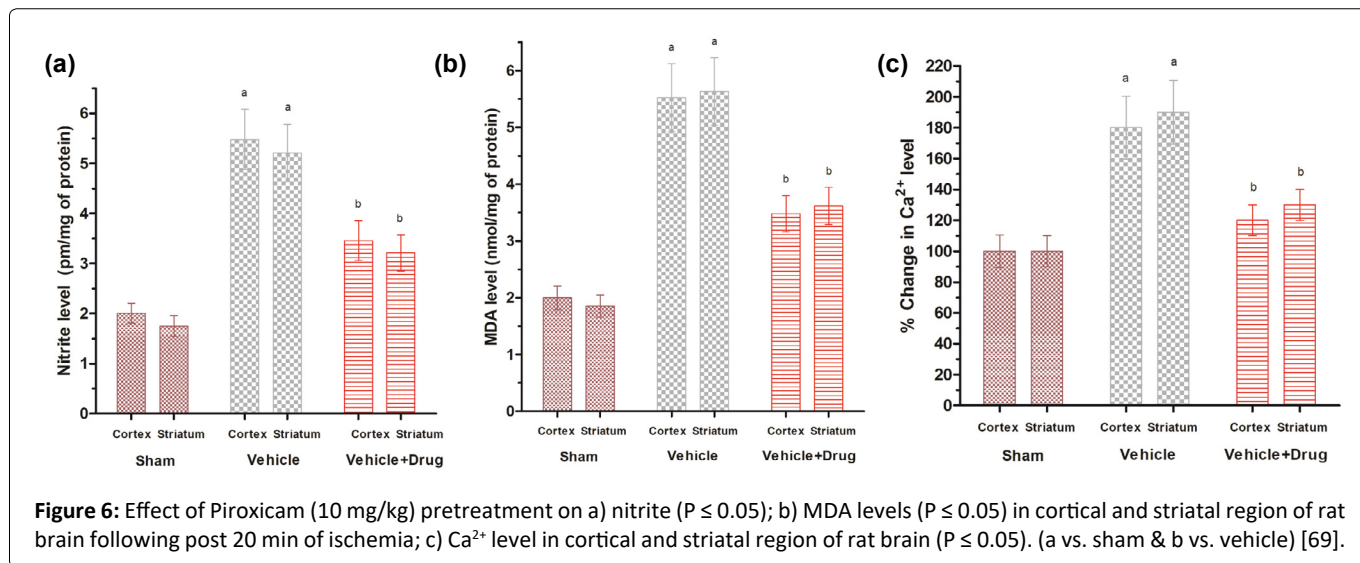 (a)
Nitrite level (pm/mg of protein)
6
5
4
3
2
1
0
a
a
b
b
Cortex Striatum
Cortex Striatum
Cortex Striatum
Sham
Vehicle
Vehicle+Drug
(b)
MDA level (nmol/mg of protein)
6
5
4
3
2
1
0
a
a
b
b
Cortex Striatum
Cortex Striatum
Cortex Striatum
Sham
Vehicle
Vehicle+Drug
(c)
% Change in Ca²⁺ level
220
200
180
160
140
120
100
80
60
40
20
0
a
a
b
b
Cortex Striatum
Cortex Striatum
Cortex Striatum
Sham
Vehicle
Vehicle+Drug
Figure 6: Effect of Piroxicam (10 mg/kg) pretreatment on a) nitrite (P ≤ 0.05); b) MDA levels (P ≤ 0.05) in cortical and striatal region of rat
brain following post 20 min of ischemia; c) Ca²⁺ level in cortical and striatal region of rat brain (P ≤ 0.05). (a vs. sham & b vs. vehicle) [69].